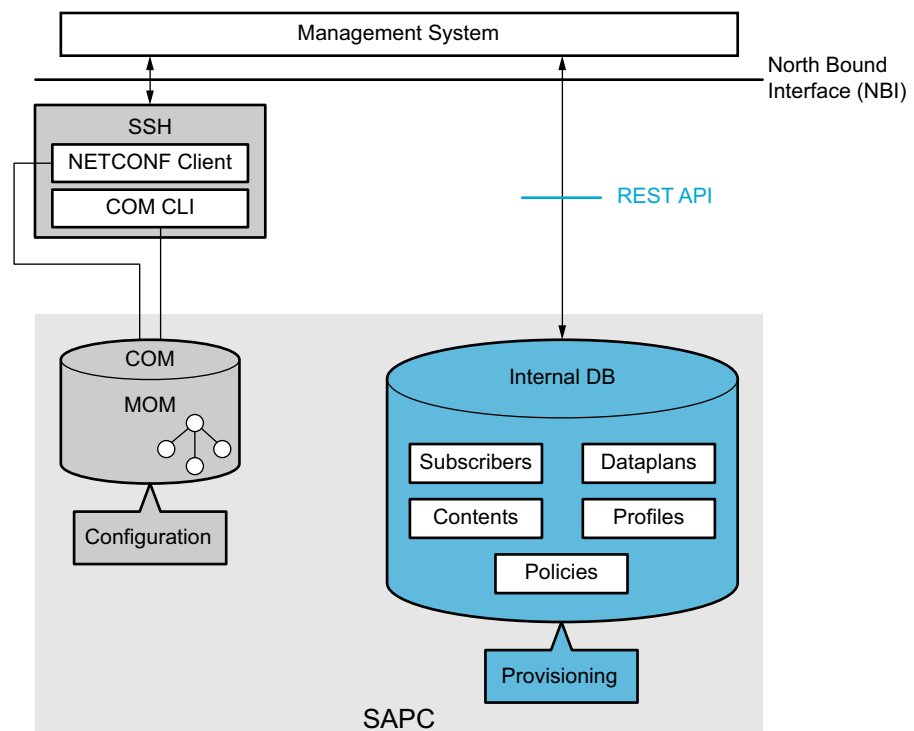 Management System
North Bound
Interface (NBI)
SSH
NETCONF Client
COM CLI
REST API
COM
MOM
Configuration
Internal DB
Subscribers
Dataplans
Contents
Profiles
Policies
Provisioning
SAPC